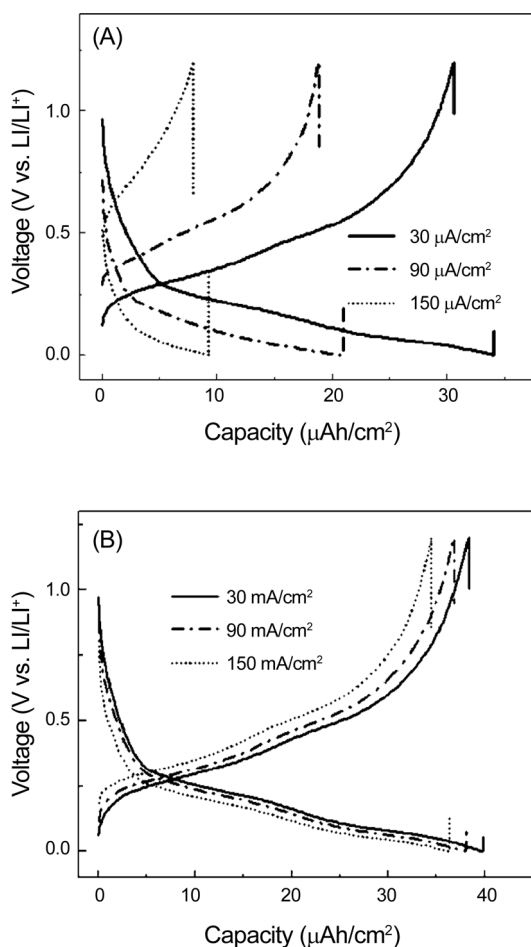 (A)
Voltage (V vs. LI/LI⁺)
1.0
0.5
0.0
30 μA/cm²
90 μA/cm²
150 μA/cm²
0 10 20 30
Capacity (μAh/cm²)
(B)
Voltage (V vs. LI/LI⁺)
1.0
0.5
0.0
30 mA/cm²
90 mA/cm²
150 mA/cm²
0 10 20 30 40
Capacity (μAh/cm²)